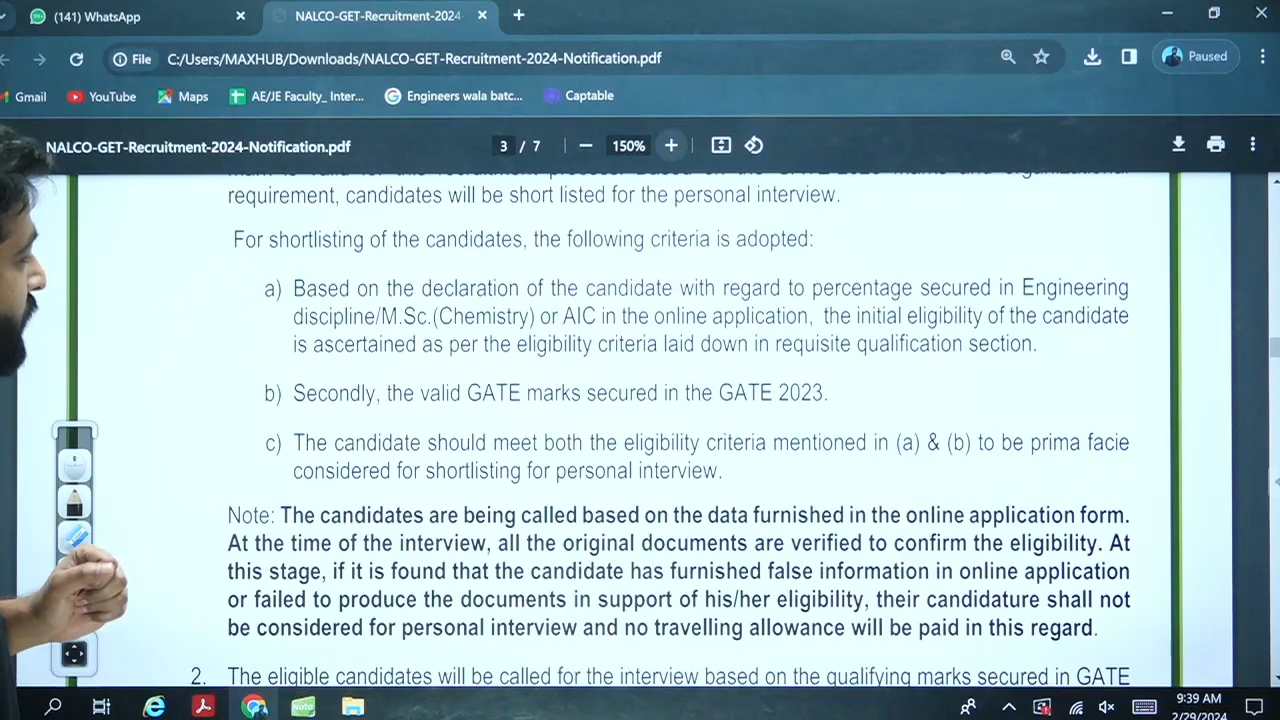 (141) WhatsApp
NALCO-GET-Recruitment-2024
File
C:/Users/MAXHUB/Downloads/NALCO-GET-Recruitment-2024-Notification.pdf
Paused
Gmail
YouTube
Maps
AE/JE Faculty_ Inter...
Engineers wala batc...
Captable
NALCO-GET-Recruitment-2024-Notification.pdf
3 / 7
150%
requirement, candidates will be short listed for the personal interview.
For shortlisting of the candidates, the following criteria is adopted:
a) Based on the declaration of the candidate with regard to percentage secured in Engineering
discipline/M.Sc.(Chemistry) or AIC in the online application, the initial eligibility of the candidate
is ascertained as per the eligibility criteria laid down in requisite qualification section.
b) Secondly, the valid GATE marks secured in the GATE 2023.
c) The candidate should meet both the eligibility criteria mentioned in (a) & (b) to be prima facie
considered for shortlisting for personal interview.
Note: The candidates are being called based on the data furnished in the online application form.
At the time of the interview, all the original documents are verified to confirm the eligibility. At
this stage, if it is found that the candidate has furnished false information in online application
or failed to produce the documents in support of his/her eligibility, their candidature shall not
be considered for personal interview and no travelling allowance will be paid in this regard.
2. The eligible candidates will be called for the interview based on the qualifying marks secured in GATE
Note
9:39 AM
2/29/2024